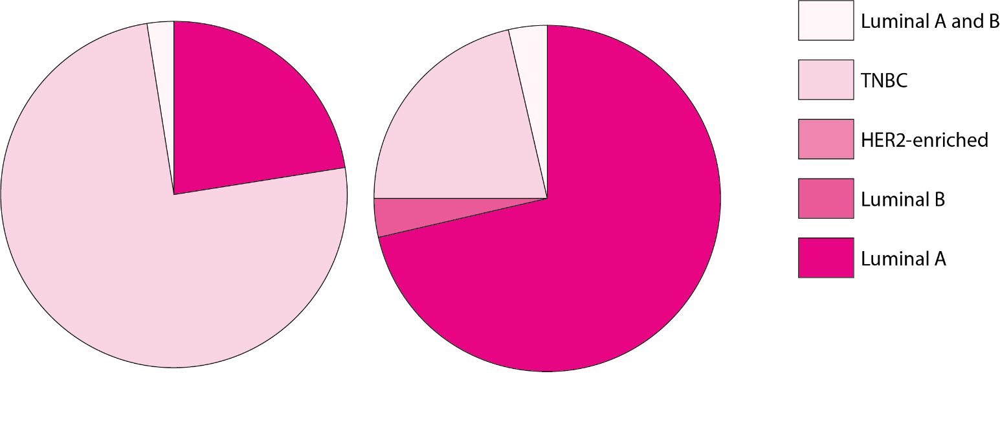 Luminal A and B
TNBC
HER2-enriched
Luminal B
Luminal A